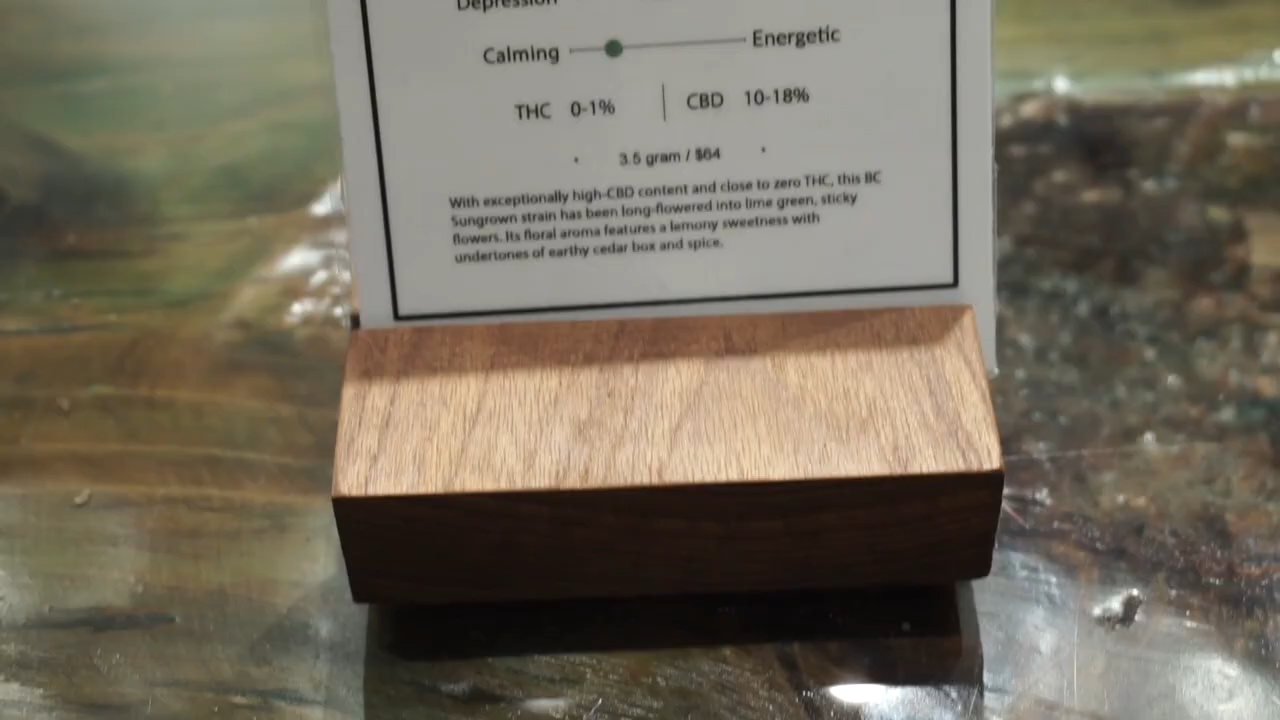 Depression
Calming Energetic
THC 0-1% | CBD 10-18%
3.5 gram / $64
With exceptionally high-CBD content and close to zero THC, this BC
Sungrown strain has been long-flowered into lime green, sticky
flowers. Its floral aroma features a lemony sweetness with
undertones of earthy cedar box and spice.